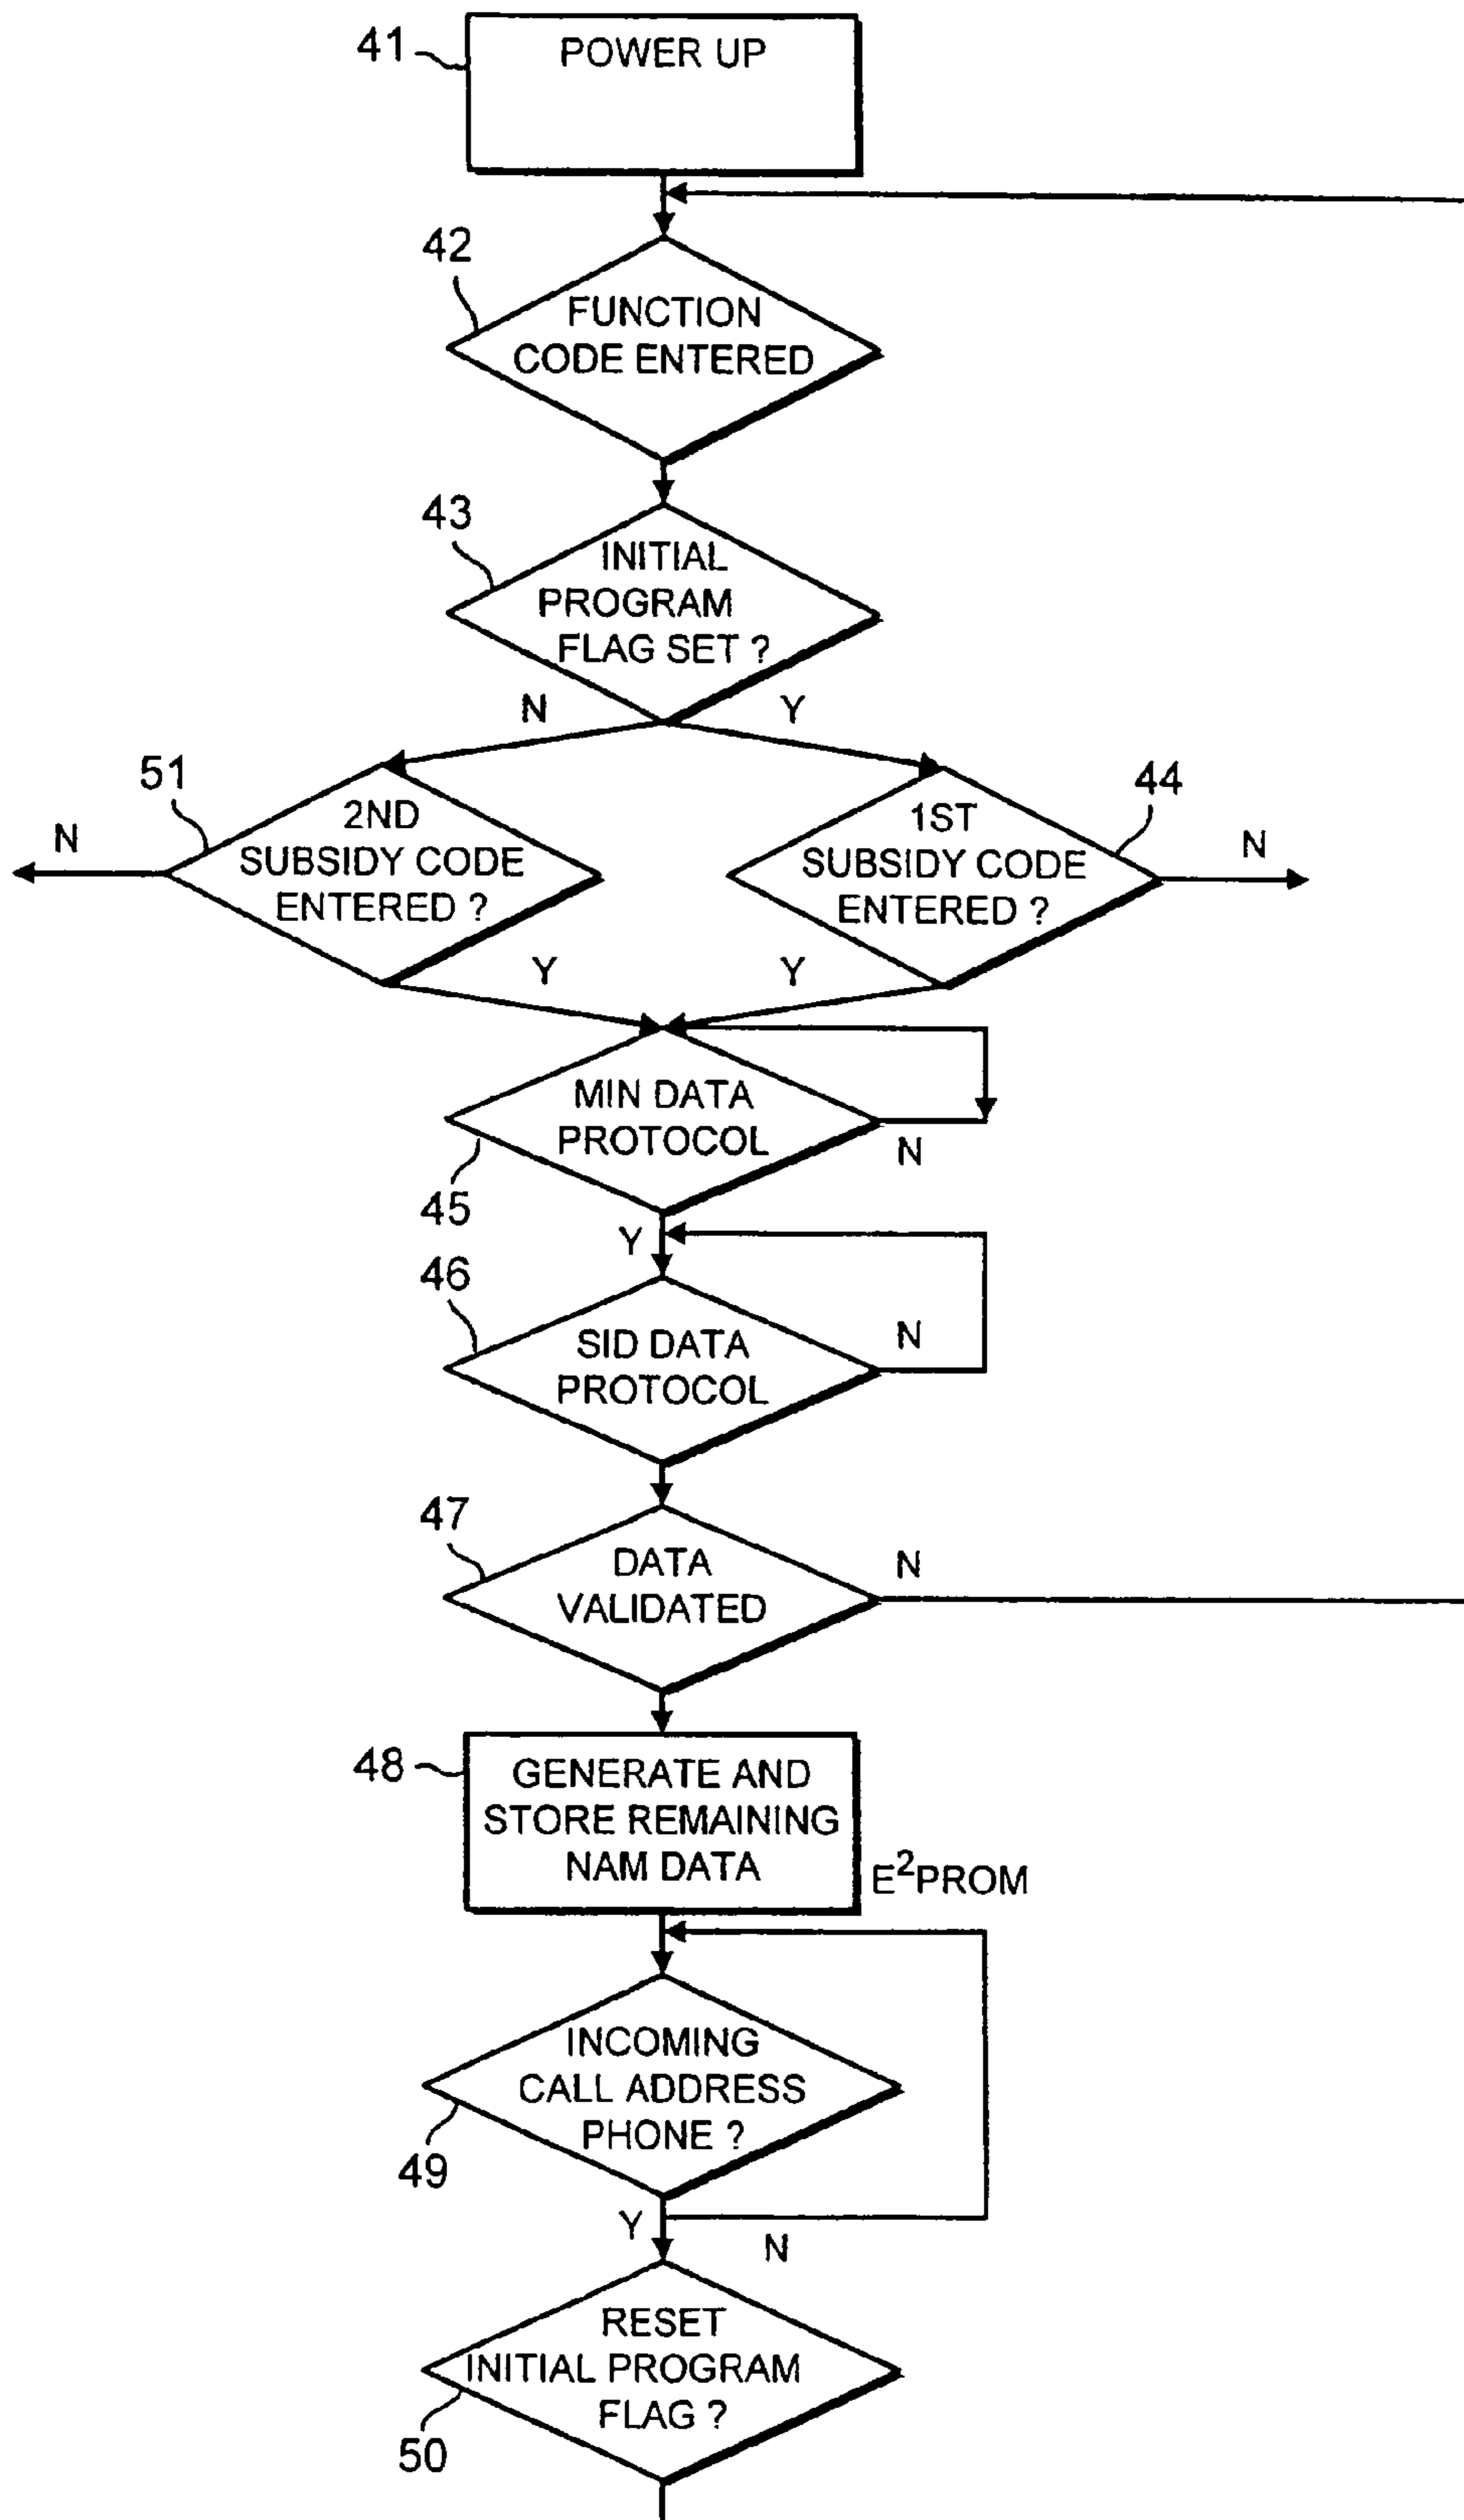 41
POWER UP
42
FUNCTION
CODE ENTERED
43
INITIAL
PROGRAM
FLAG SET ?
N
Y
51
2ND
SUBSIDY CODE
ENTERED ?
N
Y
44
1ST
SUBSIDY CODE
ENTERED ?
N
Y
MIN DATA
PROTOCOL
N
45
Y
46
SID DATA
PROTOCOL
N
47
DATA
VALIDATED
N
48
GENERATE AND
STORE REMAINING
NAM DATA
E²PROM
INCOMING
CALL ADDRESS
PHONE ?
49
Y
N
RESET
INITIAL PROGRAM
FLAG ?
50